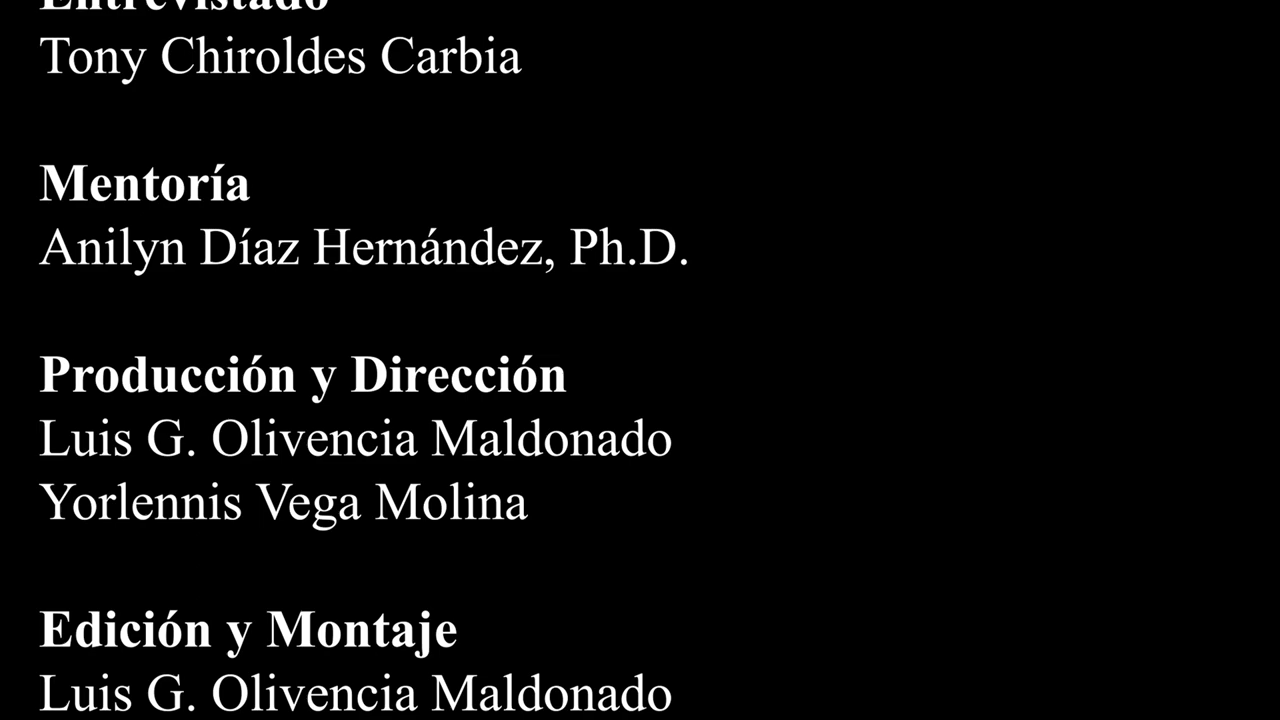 Entrevistado
Tony Chiroldes Carbia
Mentoría
Anilyn Díaz Hernández, Ph.D.
Producción y Dirección
Luis G. Olivencia Maldonado
Yorlennis Vega Molina
Edición y Montaje
Luis G. Olivencia Maldonado